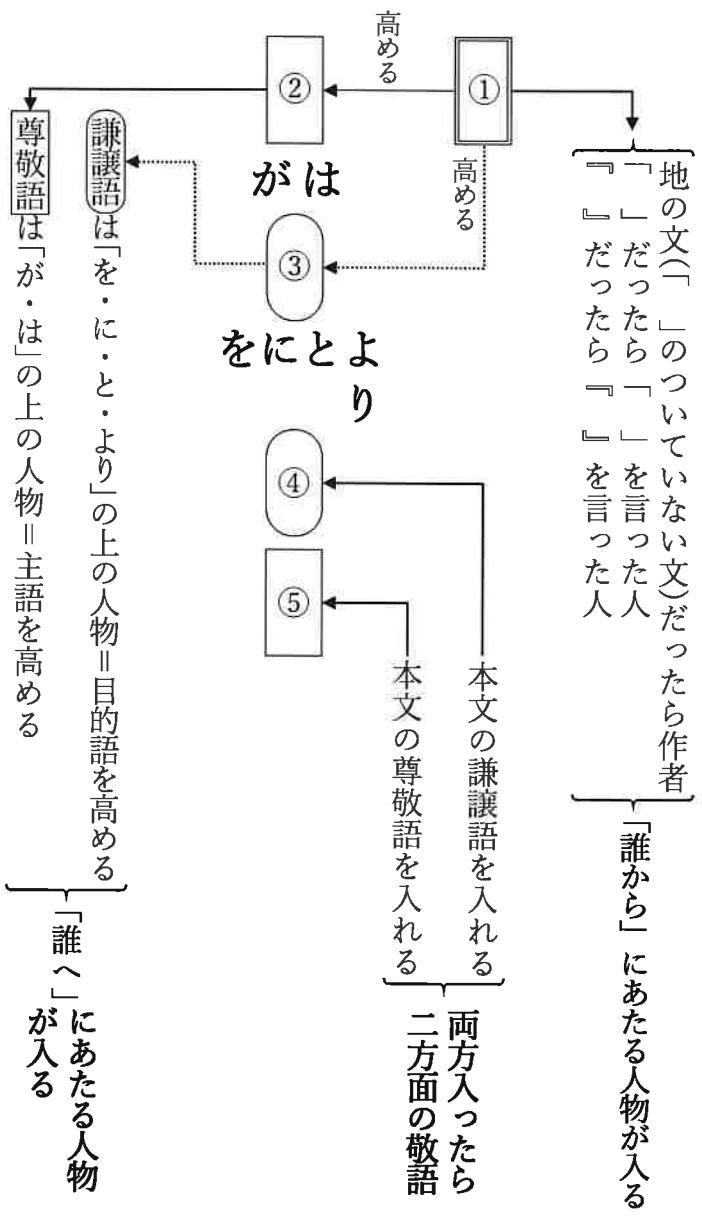 地の文(「　」のついていない文)だったら作者
「　」だったら「　」を言った人
『　』だったら『　』を言った人
「誰から」にあたる人物が入る
①
高める
高める
②
は
が
③
より
と
に
を
④
⑤
本文の謙譲語を入れる
本文の尊敬語を入れる
両方入ったら
二方面の敬語
謙譲語は「を・に・と・より」の上の人物＝目的語を高める
尊敬語は「が・は」の上の人物＝主語を高める
「誰へ」にあたる人物
が入る